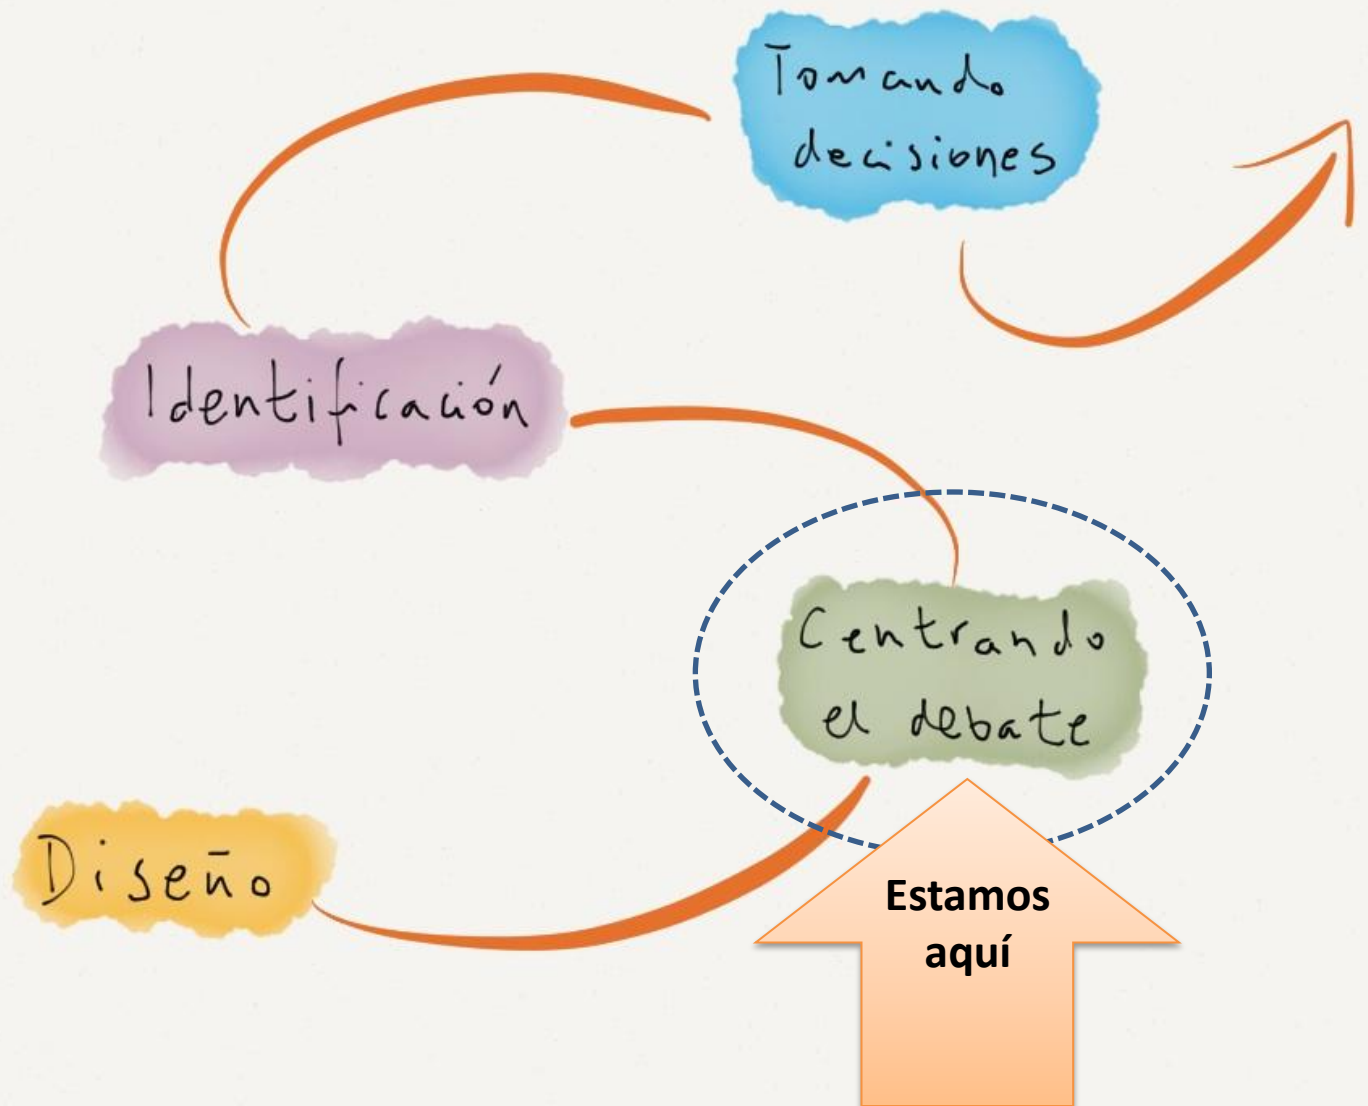 Tomando
decisiones
Identificación
Centrando
el debate
Diseño
Estamos
aquí